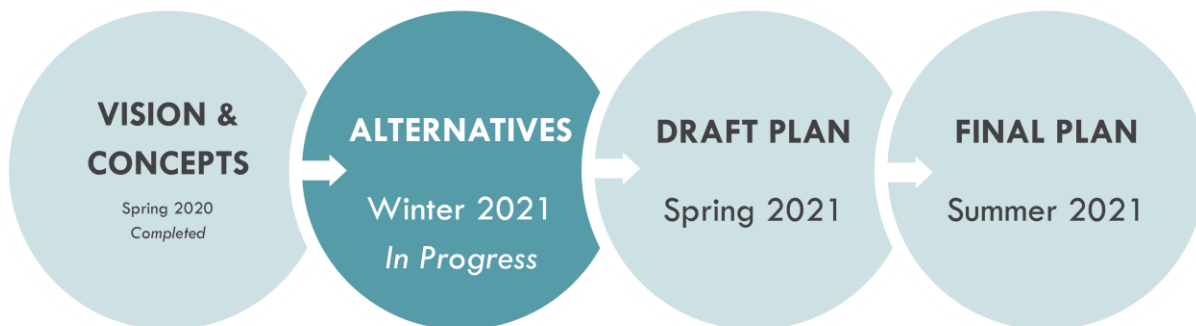 VISION &
CONCEPTS
Spring 2020
Completed
ALTERNATIVES
Winter 2021
In Progress
DRAFT PLAN
Spring 2021
FINAL PLAN
Summer 2021